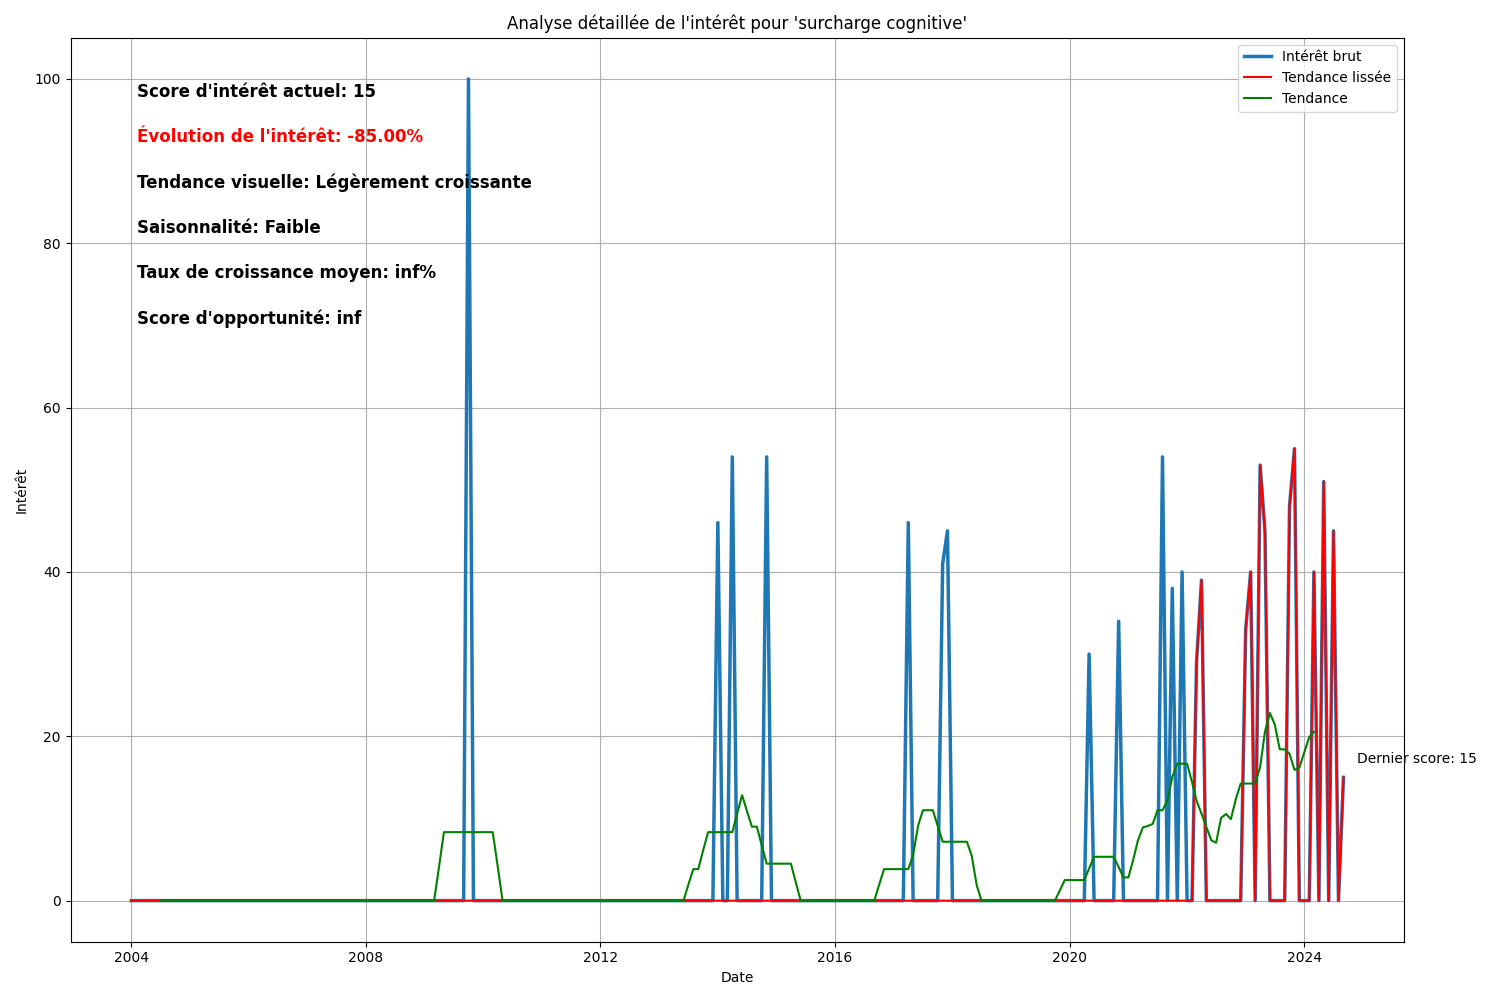 Analyse détaillée de l'intérêt pour 'surcharge cognitive'
Intérêt brut
Tendance lissée
Tendance
Score d'intérêt actuel: 15
Évolution de l'intérêt: -85.00%
Tendance visuelle: Légèrement croissante
Saisonnalité: Faible
Taux de croissance moyen: inf%
Score d'opportunité: inf
Dernier score: 15
100
80
60
40
20
0
Intérêt
2004 2008 2012 2016 2020 2024
Date